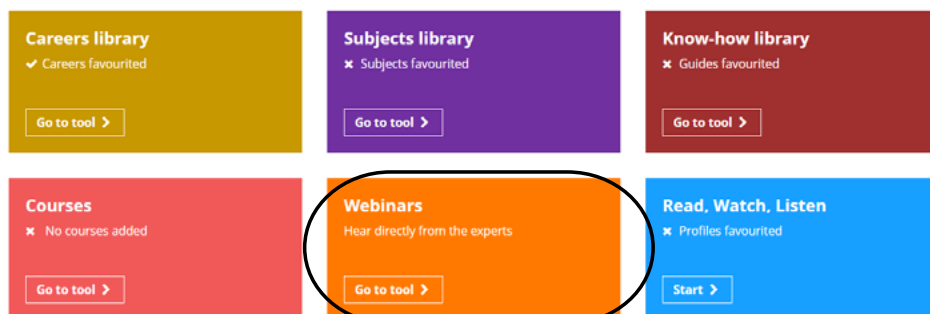 Careers library
✔ Careers favourited
Go to tool >
Subjects library
✖ Subjects favourited
Go to tool >
Know-how library
✖ Guides favourited
Go to tool >
Courses
✖ No courses added
Go to tool >
Webinars
Hear directly from the experts
Go to tool >
Read, Watch, Listen
✖ Profiles favourited
Start >